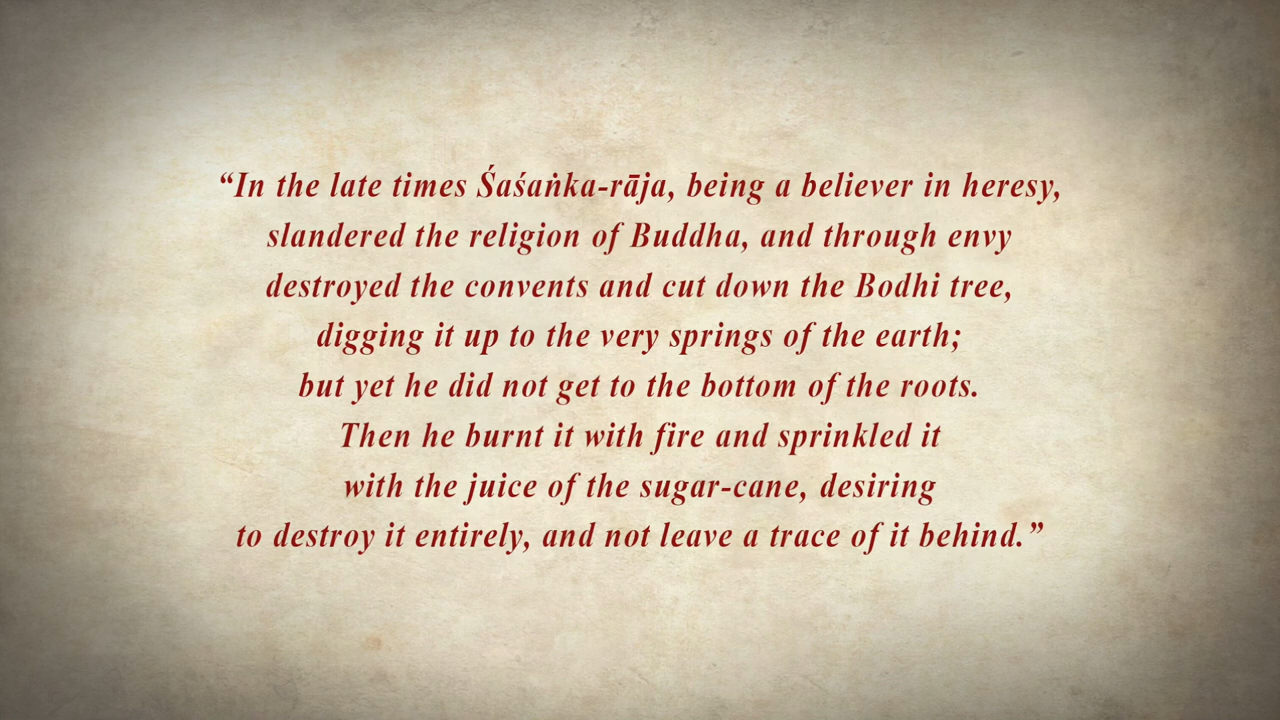 “In the late times Śaśaṅka-rāja, being a believer in heresy,
slandered the religion of Buddha, and through envy
destroyed the convents and cut down the Bodhi tree,
digging it up to the very springs of the earth;
but yet he did not get to the bottom of the roots.
Then he burnt it with fire and sprinkled it
with the juice of the sugar-cane, desiring
to destroy it entirely, and not leave a trace of it behind.”